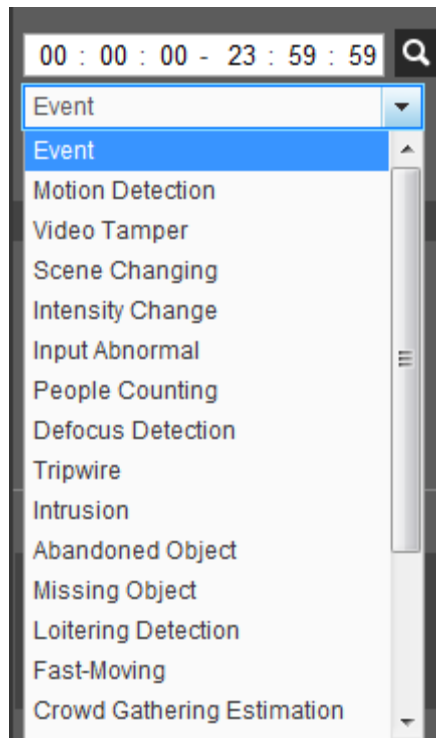 00 : 00 : 00 - 23 : 59 : 59
Event
Event
Motion Detection
Video Tamper
Scene Changing
Intensity Change
Input Abnormal
People Counting
Defocus Detection
Tripwire
Intrusion
Abandoned Object
Missing Object
Loitering Detection
Fast-Moving
Crowd Gathering Estimation